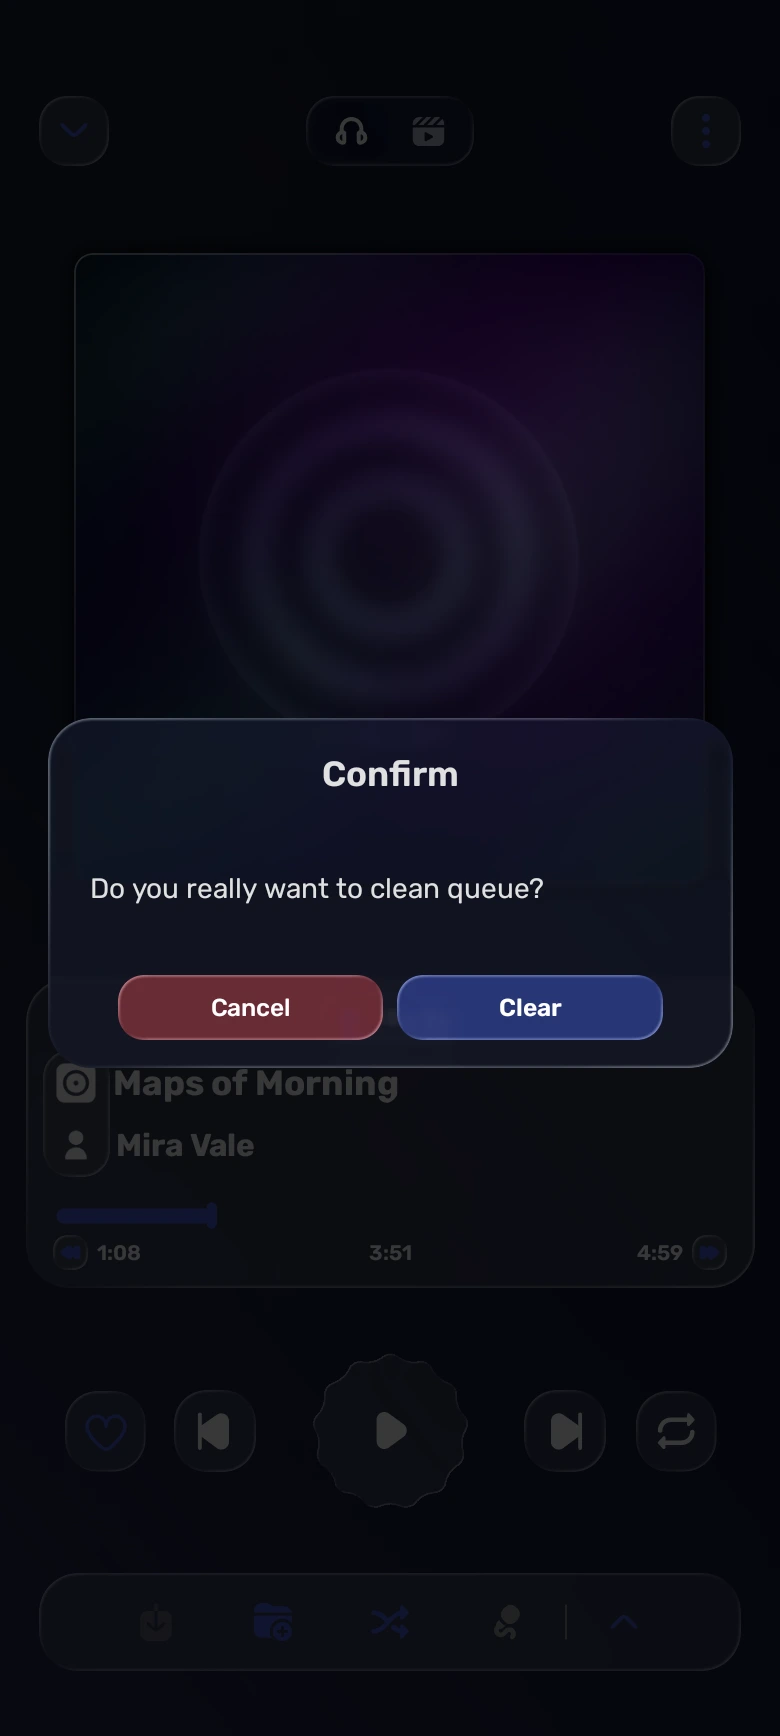 Confirm
Do you really want to clean queue?
Cancel
Clear
Maps of Morning
Mira Vale
1:08
3:51
4:59